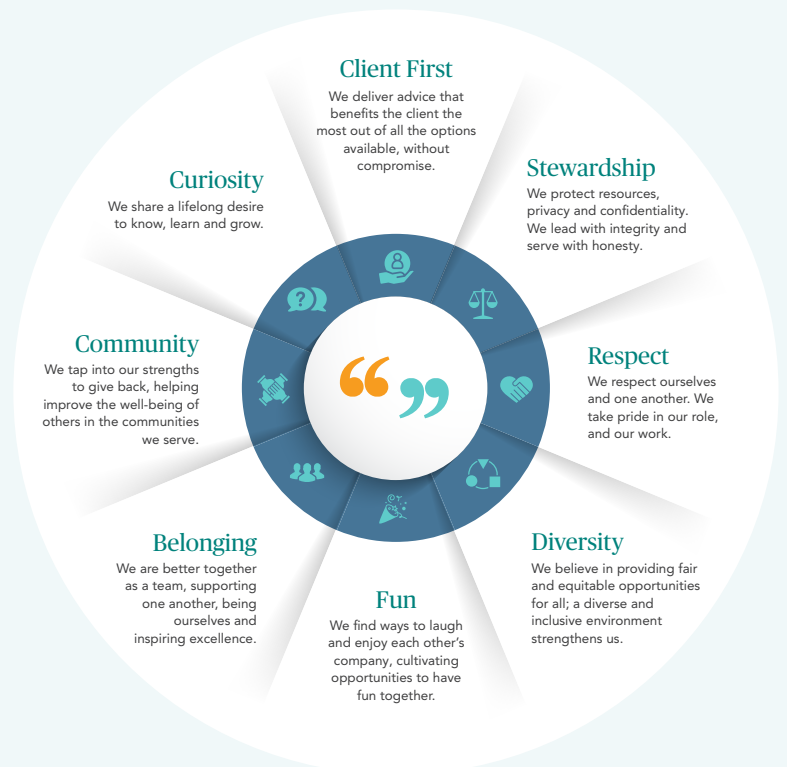 Client First
We deliver advice that
benefits the client the
most out of all the options
available, without
compromise.
Stewardship
We protect resources,
privacy and confidentiality.
We lead with integrity and
serve with honesty.
Respect
We respect ourselves
and one another. We
take pride in our role,
and our work.
Diversity
We believe in providing fair
and equitable opportunities
for all; a diverse and
inclusive environment
strengthens us.
Fun
We find ways to laugh
and enjoy each other’s
company, cultivating
opportunities to have
fun together.
Belonging
We are better together
as a team, supporting
one another, being
ourselves and
inspiring excellence.
Community
We tap into our strengths
to give back, helping
improve the well-being of
others in the communities
we serve.
Curiosity
We share a lifelong desire
to know, learn and grow.
?
“ ”